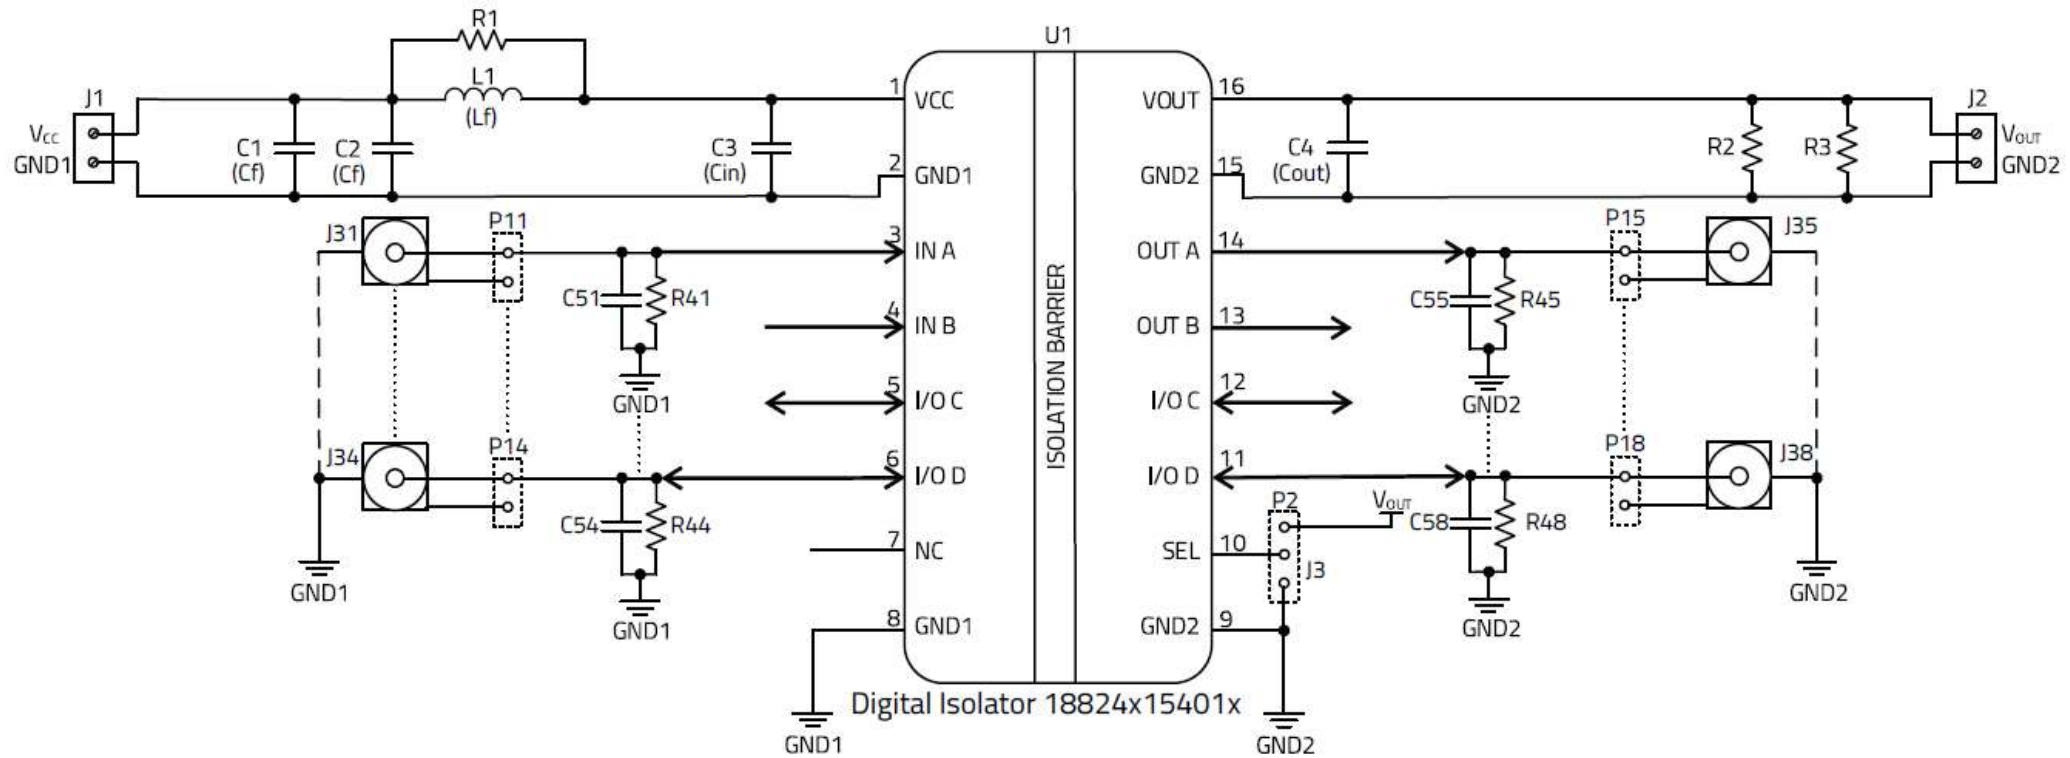 R1
U1
L1
(Lf)
J1
VCC
GND1
C1
(Cf)
C2
(Cf)
C3
(Cin)
1
VCC
2
GND1
VOUT
16
GND2
15
C4
(Cout)
R2
R3
J2
VOUT
GND2
J31
P11
3
IN A
C51
R41
GND1
4
IN B
5
I/O C
J34
P14
6
I/O D
C54
R44
GND1
GND1
7
NC
8
GND1
GND1
ISOLATION BARRIER
OUT A
14
P15
J35
C55
R45
GND2
OUT B
13
I/O C
12
P18
J38
I/O D
11
P2
VOUT
C58
R48
GND2
GND2
SEL
10
J3
GND2
9
GND2
Digital Isolator 18824x15401x